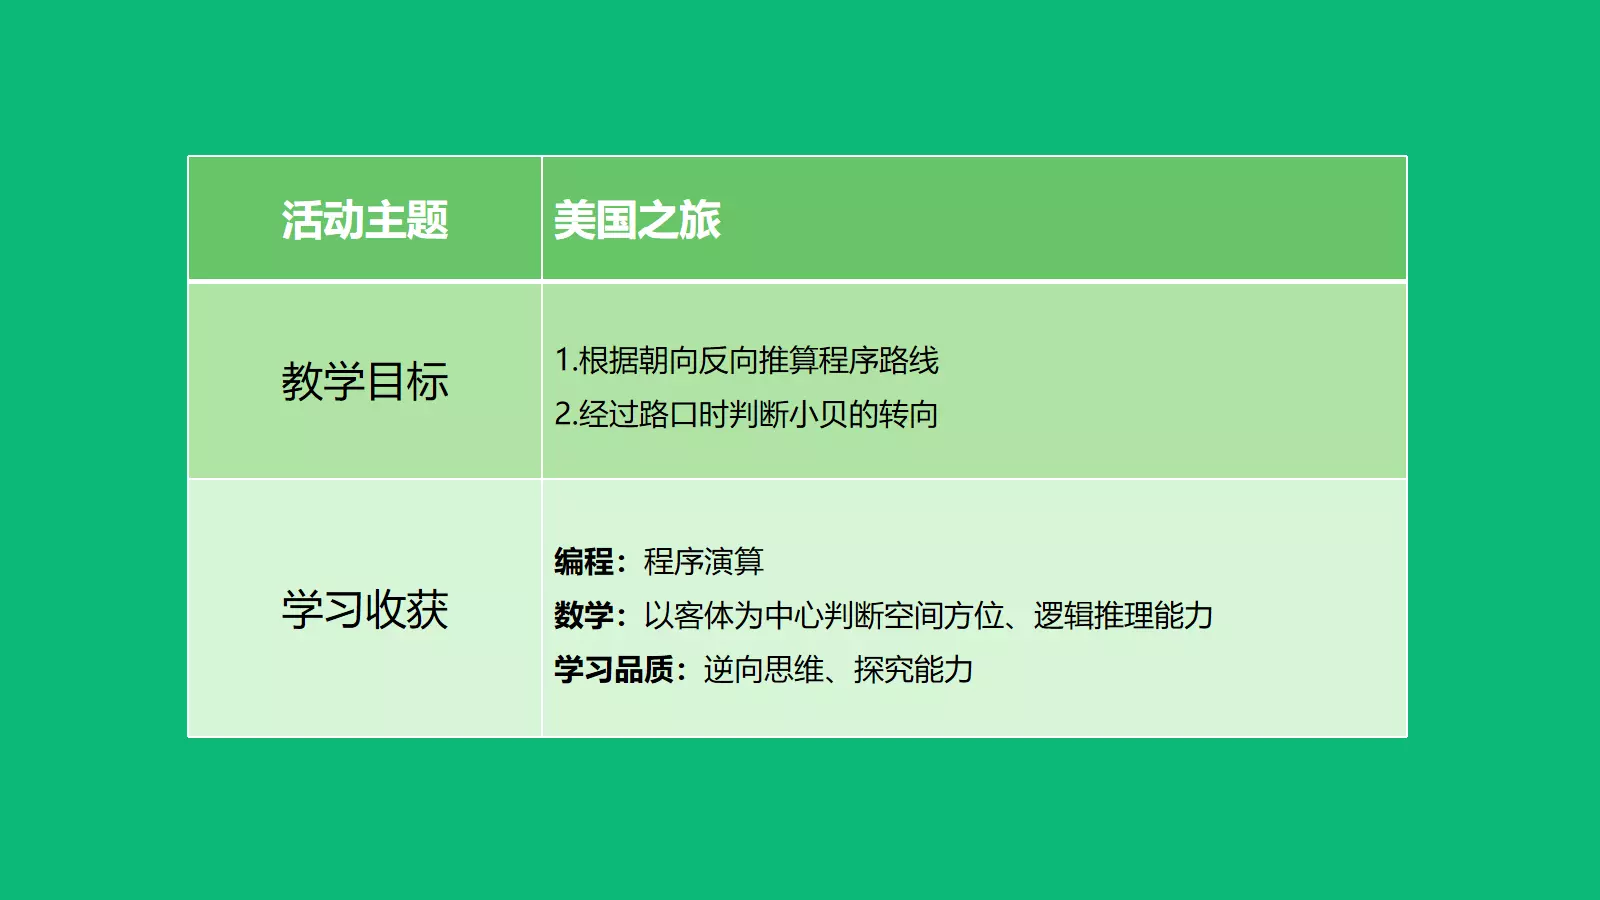 活动主题
美国之旅
教学目标
1.根据朝向反向推算程序路线
2.经过路口时判断小贝的转向
学习收获
编程：程序演算
数学：以客体为中心判断空间方位、逻辑推理能力
学习品质：逆向思维、探究能力